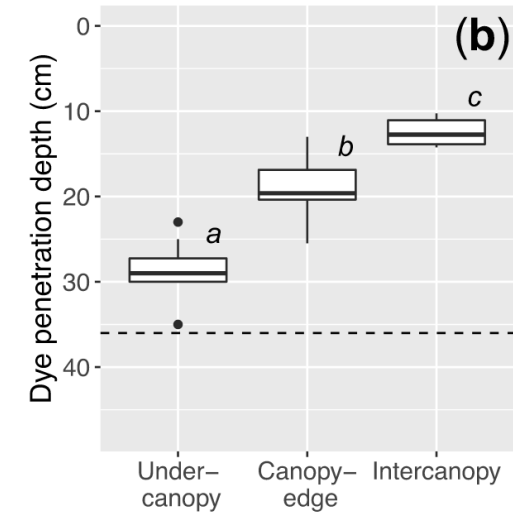 (b)
Dye penetration depth (cm)
0
10
20
30
40
a
b
c
Under–
canopy
Canopy–
edge
Intercanopy